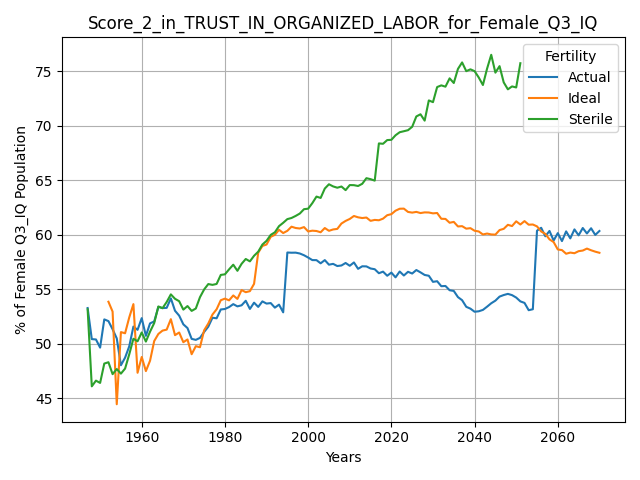 Score_2_in_TRUST_IN_ORGANIZED_LABOR_for_Female_Q3_IQ
% of Female Q3_IQ Population
75
70
65
60
55
50
45
1960
1980
2000
2020
2040
2060
Years
Fertility
Actual
Ideal
Sterile